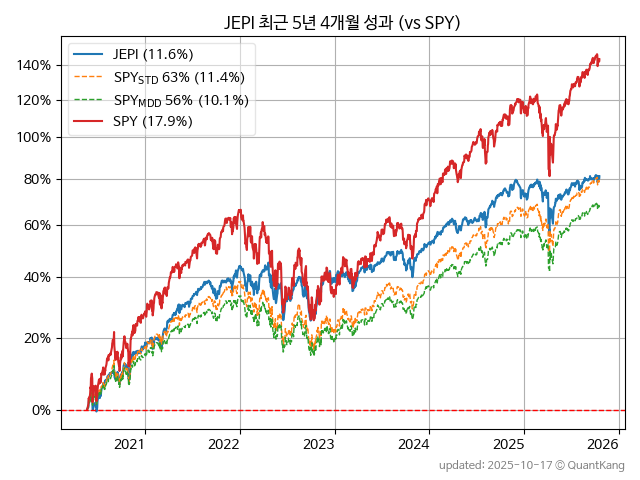 JEPI 최근 5년 4개월 성과 (vs SPY)
JEPI (11.6%)
SPY_STD 63% (11.4%)
SPY_MDD 56% (10.1%)
SPY (17.9%)
140%
120%
100%
80%
60%
40%
20%
0%
2021 2022 2023 2024 2025 2026
updated: 2025-10-17 ⓒ QuantKang